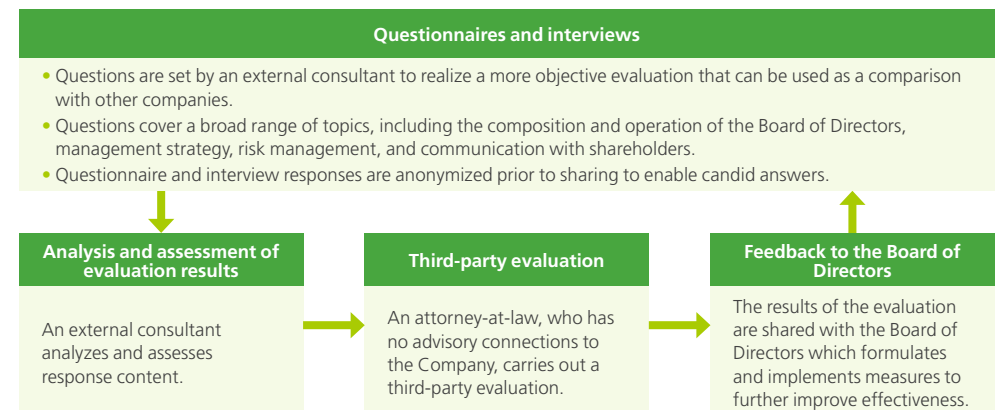 Questionnaires and interviews
• Questions are set by an external consultant to realize a more objective evaluation that can be used as a comparison
with other companies.
• Questions cover a broad range of topics, including the composition and operation of the Board of Directors,
management strategy, risk management, and communication with shareholders.
• Questionnaire and interview responses are anonymized prior to sharing to enable candid answers.
Analysis and assessment of
evaluation results
An external consultant
analyzes and assesses
response content.
Third-party evaluation
An attorney-at-law, who has
no advisory connections to
the Company, carries out a
third-party evaluation.
Feedback to the Board of
Directors
The results of the evaluation
are shared with the Board of
Directors which formulates
and implements measures to
further improve effectiveness.